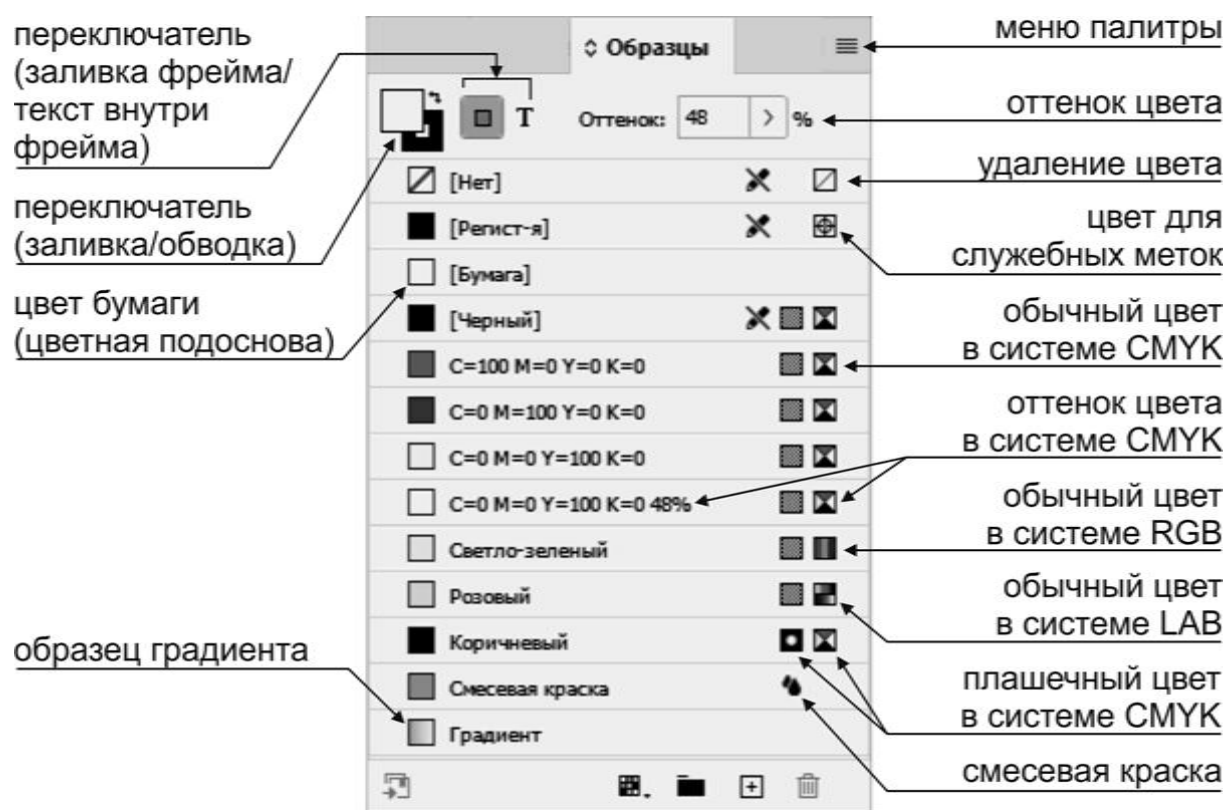 переключатель
(заливка фрейма/
текст внутри
фрейма)
переключатель
(заливка/обводка)
цвет бумаги
(цветная подоснова)
образец градиента
Образцы
T Оттенок: 48 %
[Нет]
[Регист-я]
[Бумага]
[Черный]
C=100 M=0 Y=0 K=0
C=0 M=100 Y=0 K=0
C=0 M=0 Y=100 K=0
C=0 M=0 Y=100 K=0 48%
Светло-зеленый
Розовый
Коричневый
Смесевая краска
Градиент
меню палитры
оттенок цвета
удаление цвета
цвет для
служебных меток
обычный цвет
в системе CMYK
оттенок цвета
в системе CMYK
обычный цвет
в системе RGB
обычный цвет
в системе LAB
плашечный цвет
в системе CMYK
смесевая краска